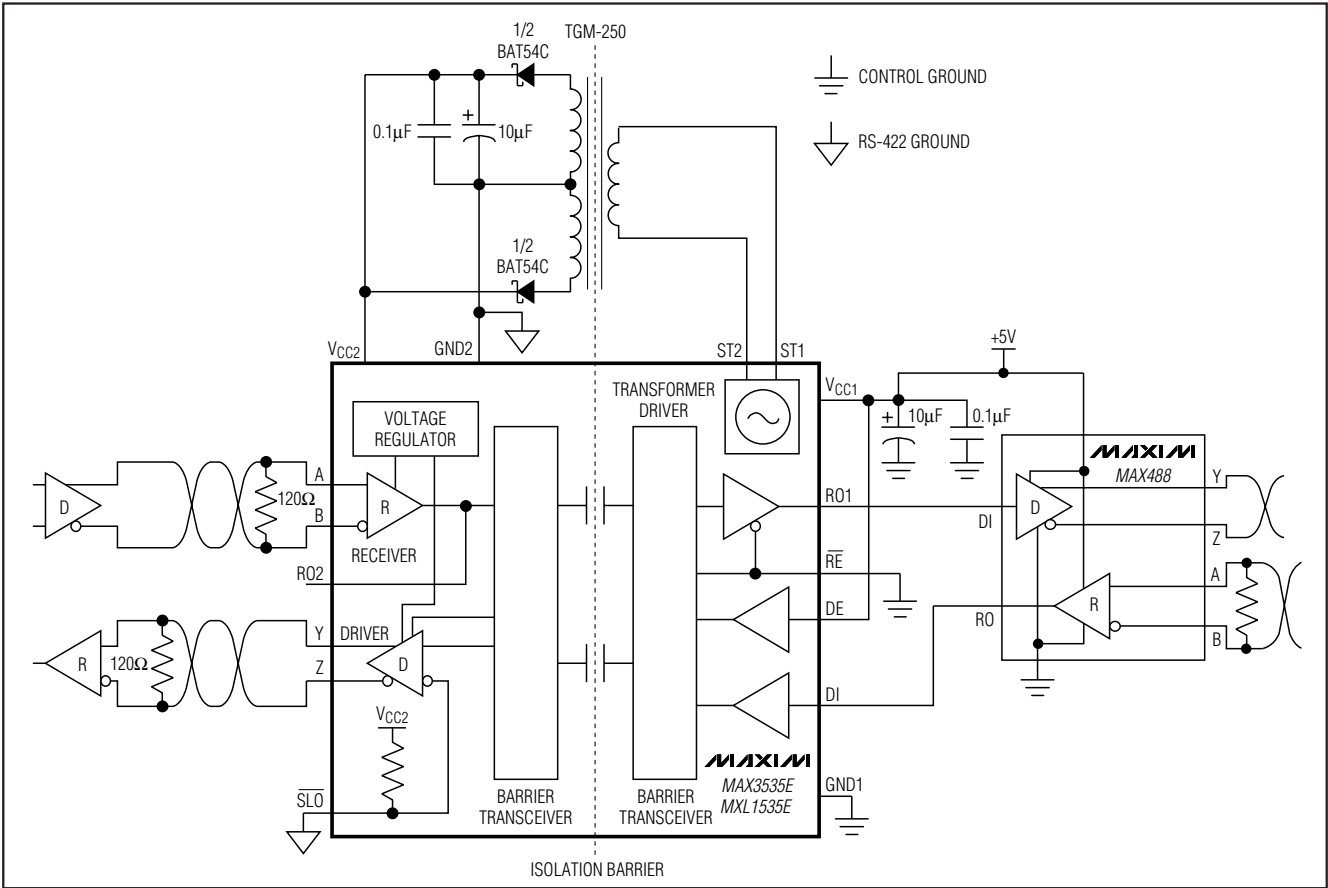 1/2
BAT54C
TGM-250
CONTROL GROUND
0.1μF
+
10μF
RS-422 GROUND
1/2
BAT54C
VCC2
GND2
ST2
ST1
+5V
VOLTAGE
REGULATOR
TRANSFORMER
DRIVER
VCC1
+
10μF
0.1μF
MAXIM
MAX488
A
B
D
120Ω
R
RECEIVER
RO2
RO1
DI
D
Y
Z
RE
DE
RO
R
A
B
R
120Ω
Y
Z
DRIVER
D
VCC2
SLO
DI
MAXIM
MAX3535E
MXL1535E
GND1
BARRIER
TRANSCEIVER
BARRIER
TRANSCEIVER
ISOLATION BARRIER